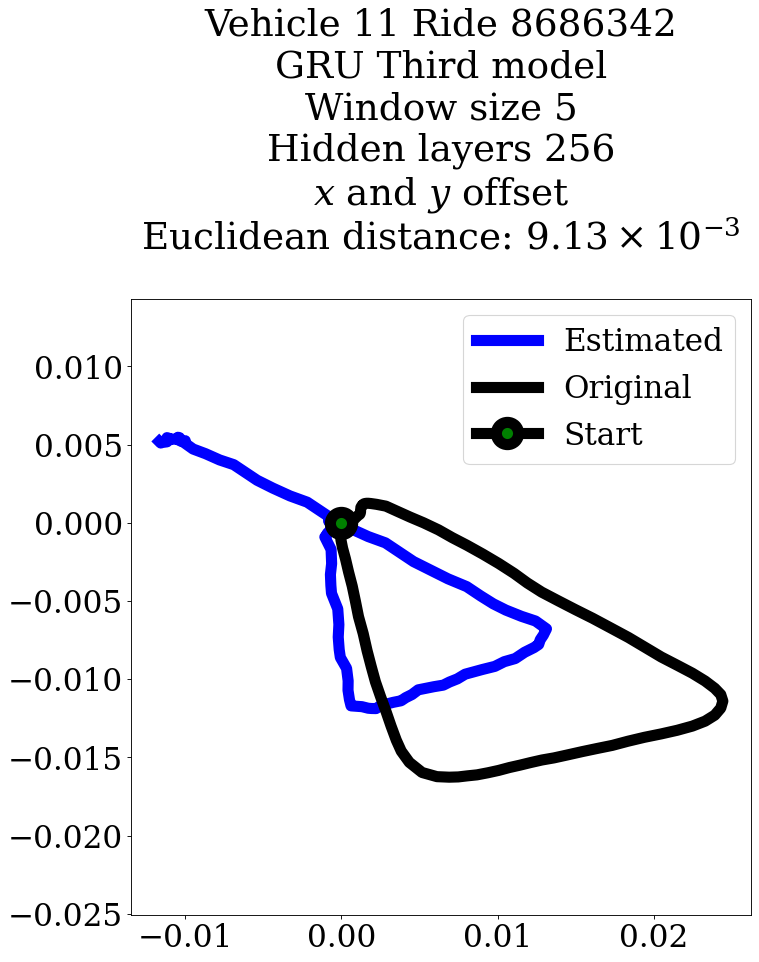 Vehicle 11 Ride 8686342
GRU Third model
Window size 5
Hidden layers 256
x and y offset
Euclidean distance: 9.13 × 10⁻³
Estimated
Original
Start
0.010
0.005
0.000
−0.005
−0.010
−0.015
−0.020
−0.025
−0.01 0.00 0.01 0.02